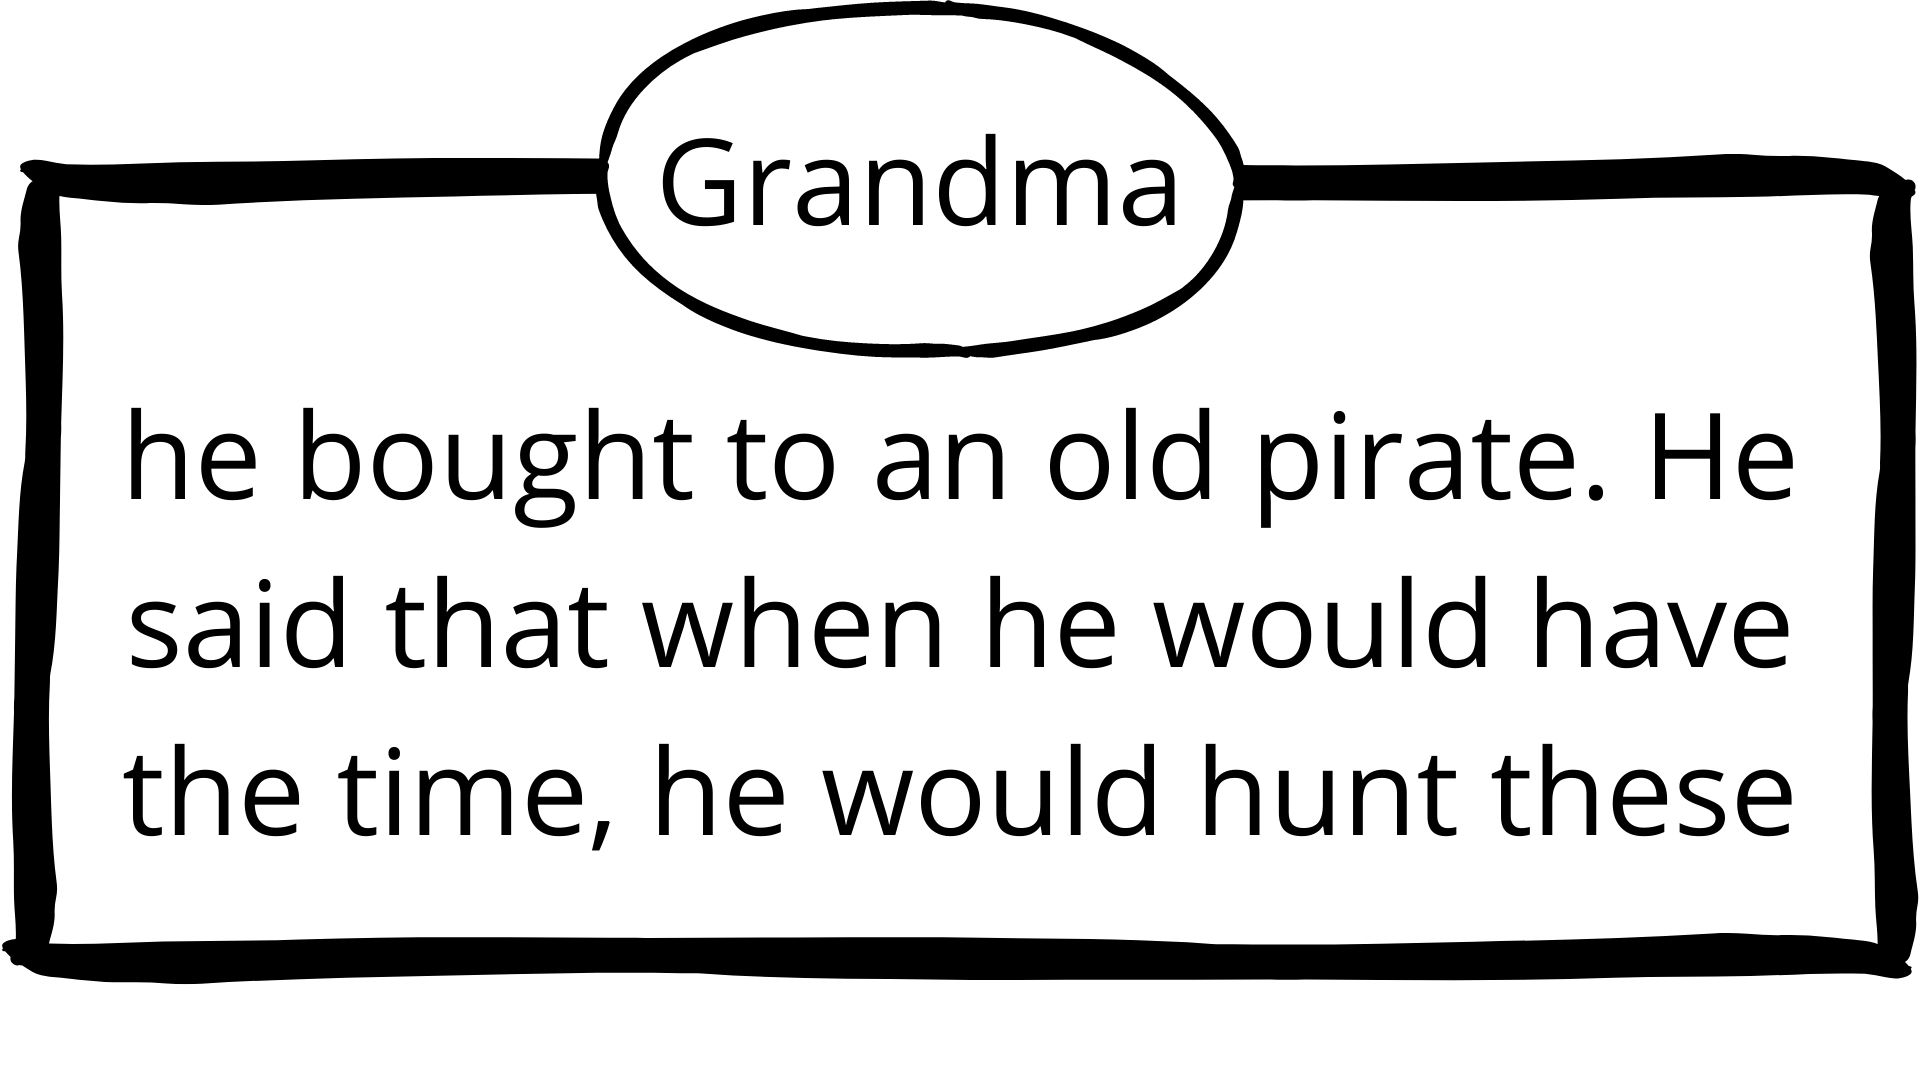 Grandma
he bought to an old pirate. He
said that when he would have
the time, he would hunt these